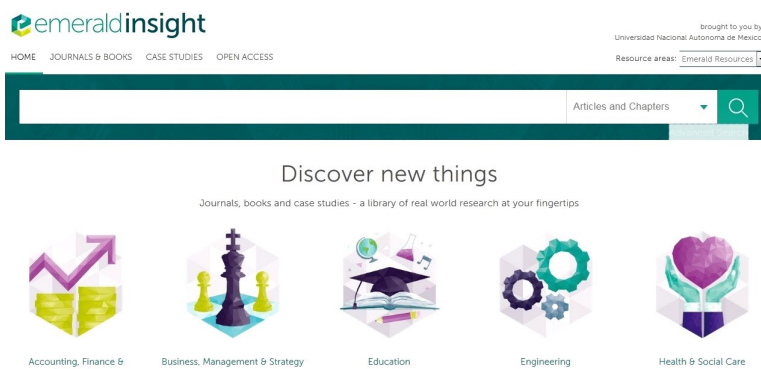 emeraldinsight
brought to you by
Universidad Nacional Autonoma de Mexico
HOME JOURNALS & BOOKS CASE STUDIES OPEN ACCESS
Resource areas: Emerald Resources
Articles and Chapters
Advanced Search
Discover new things
Journals, books and case studies - a library of real world research at your fingertips
Accounting, Finance & Business, Management & Strategy Education Engineering Health & Social Care